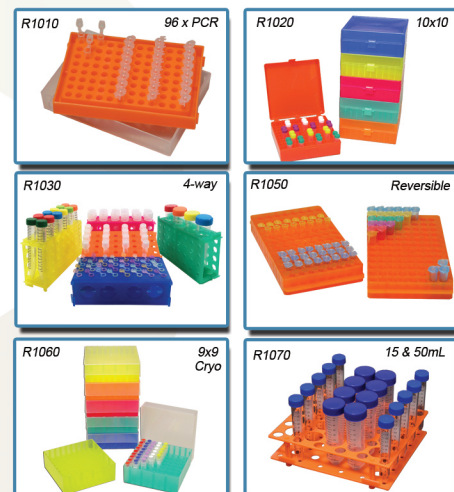 R1010
96 x PCR
R1020
10x10
R1030
4-way
R1050
Reversible
R1060
9x9
Cryo
R1070
15 & 50mL